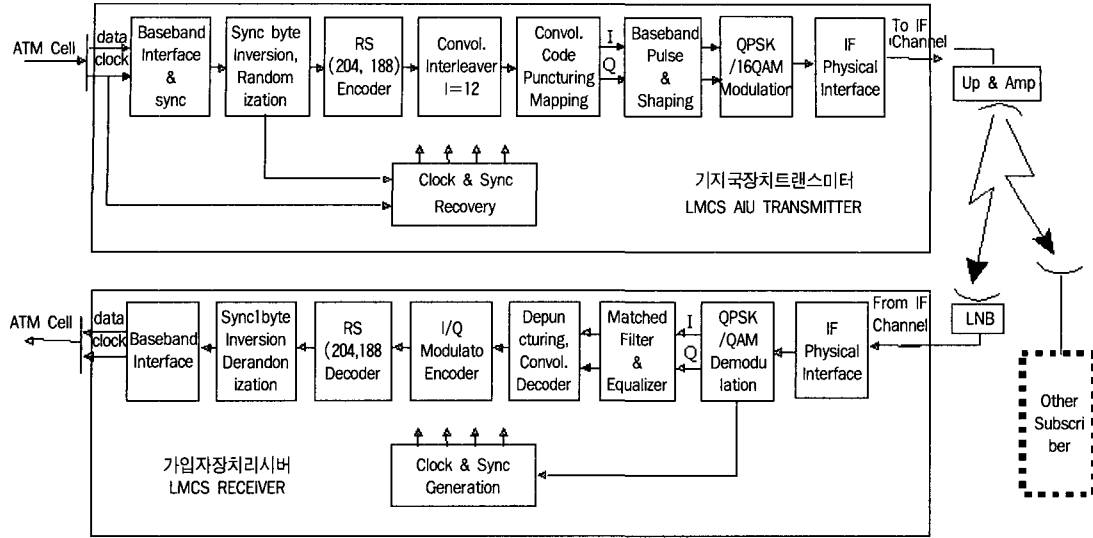 ATM Cell
data
clock
Baseband
Interface
&
sync
Sync byte
Inversion,
Random
ization
RS
(204, 188)
Encoder
Convol.
Interleaver
I=12
Convol.
Code
Puncturing
Mapping
I
Q
Baseband
Pulse
&
Shaping
QPSK
/16QAM
Modulation
IF
Physical
Interface
To IF
Channel
Up & Amp
Clock & Sync
Recovery
기지국장치트랜스미터
LMCS AIU TRANSMITTER
ATM Cell
data
clock
Baseband
Interface
Sync1byte
Inversion
Derandon
ization
RS
(204,188
Decoder
I/Q
Modulato
Encoder
Depun
cturing,
Convol.
Decoder
Matched
Filter
&
Equalizer
I
Q
QPSK
/QAM
Demodu
lation
IF
Physical
Interface
From IF
Channel
LNB
Other
Subscri
ber
Clock & Sync
Generation
가입자장치리시버
LMCS RECEIVER